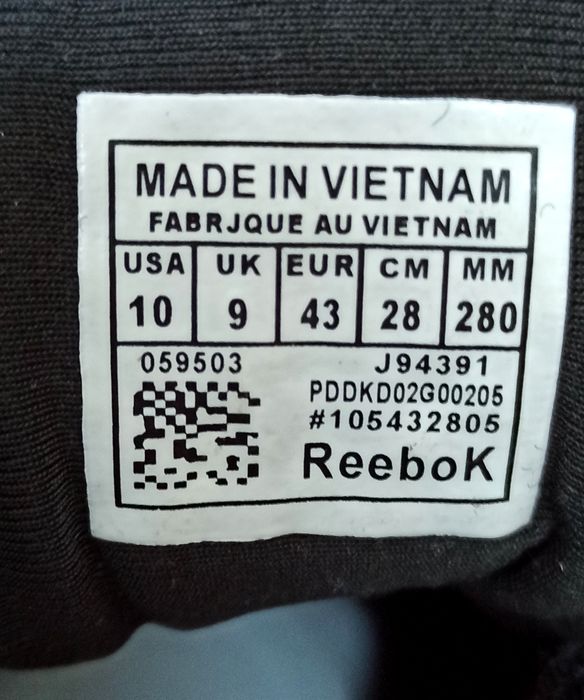 MADE IN VIETNAM
FABRJQUE AU VIETNAM
USA UK EUR CM MM
10 9 43 28 280
059503 J94391
PDDKD02G00205
#105432805
ReeboK